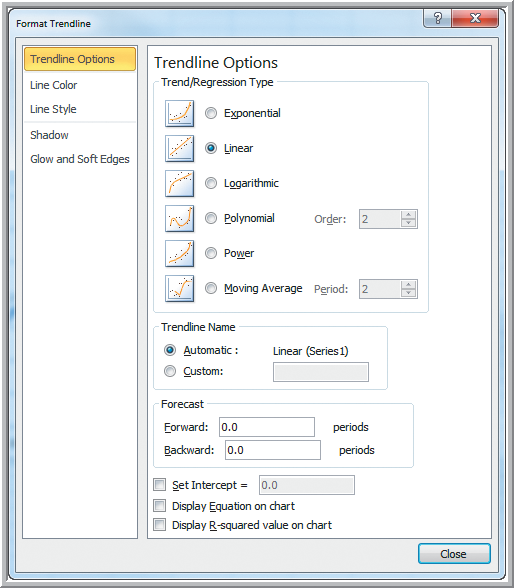 Format Trendline
Trendline Options
Line Color
Line Style
Shadow
Glow and Soft Edges
Trendline Options
Trend/Regression Type
Exponential
Linear
Logarithmic
Polynomial Order: 2
Power
Moving Average Period: 2
Trendline Name
Automatic : Linear (Series1)
Custom:
Forecast
Forward: 0.0 periods
Backward: 0.0 periods
Set Intercept = 0.0
Display Equation on chart
Display R-squared value on chart
Close